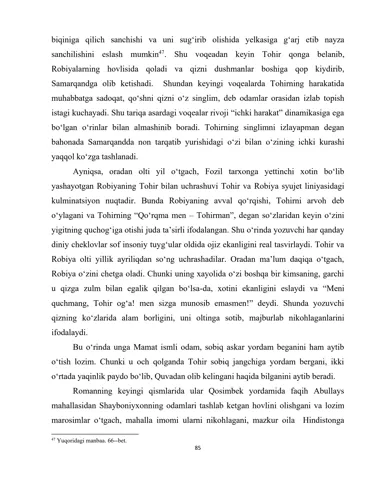 biqiniga qilich sanchishi va uni sug‘irib olishida yelkasiga g‘arj etib nayza
sanchilishini eslash mumkin⁴⁷. Shu voqeadan keyin Tohir qonga belanib,
Robiyalarning hovlisida qoladi va qizni dushmanlar boshiga qop kiydirib,
Samarqandga olib ketishadi. Shundan keyingi voqealarda Tohirning harakatida
muhabbatga sadoqat, qo‘shni qizni o‘z singlim, deb odamlar orasidan izlab topish
istagi kuchayadi. Shu tariqa asardagi voqealar rivoji “ichki harakat” dinamikasiga ega
bo‘lgan o‘rinlar bilan almashinib boradi. Tohirning singlimni izlayapman degan
bahonada Samarqandda non tarqatib yurishidagi o‘zi bilan o‘zining ichki kurashi
yaqqol ko‘zga tashlanadi.
Ayniqsa, oradan olti yil o‘tgach, Fozil tarxonga yettinchi xotin bo‘lib
yashayotgan Robiyaning Tohir bilan uchrashuvi Tohir va Robiya syujet liniyasidagi
kulminatsiyon nuqtadir. Bunda Robiyaning avval qo‘rqishi, Tohirni arvoh deb
o‘ylagani va Tohirning “Qo‘rqma men – Tohirman”, degan so‘zlaridan keyin o‘zini
yigitning quchog‘iga otishi juda ta’sirli ifodalangan. Shu o‘rinda yozuvchi har qanday
diniy cheklovlar sof insoniy tuyg‘ular oldida ojiz ekanligini real tasvirlaydi. Tohir va
Robiya olti yillik ayriliqdan so‘ng uchrashadilar. Oradan ma’lum daqiqa o‘tgach,
Robiya o‘zini chetga oladi. Chunki uning xayolida o‘zi boshqa bir kimsaning, garchi
u qizga zulm bilan egalik qilgan bo‘lsa-da, xotini ekanligini eslaydi va “Meni
quchmang, Tohir og‘a! men sizga munosib emasmen!” deydi. Shunda yozuvchi
qizning ko‘zlarida alam borligini, uni oltinga sotib, majburlab nikohlaganlarini
ifodalaydi.
Bu o‘rinda unga Mamat ismli odam, sobiq askar yordam beganini ham aytib
o‘tish lozim. Chunki u och qolganda Tohir sobiq jangchiga yordam bergani, ikki
o‘rtada yaqinlik paydo bo‘lib, Quvadan olib kelingani haqida bilganini aytib beradi.
Romanning keyingi qismlarida ular Qosimbek yordamida faqih Abullays
mahallasidan Shayboniyxonning odamlari tashlab ketgan hovlini olishgani va lozim
marosimlar o‘tgach, mahalla imomi ularni nikohlagani, mazkur oila Hindistonga
⁴⁷ Yuqoridagi manbaa. 66--bet.
85